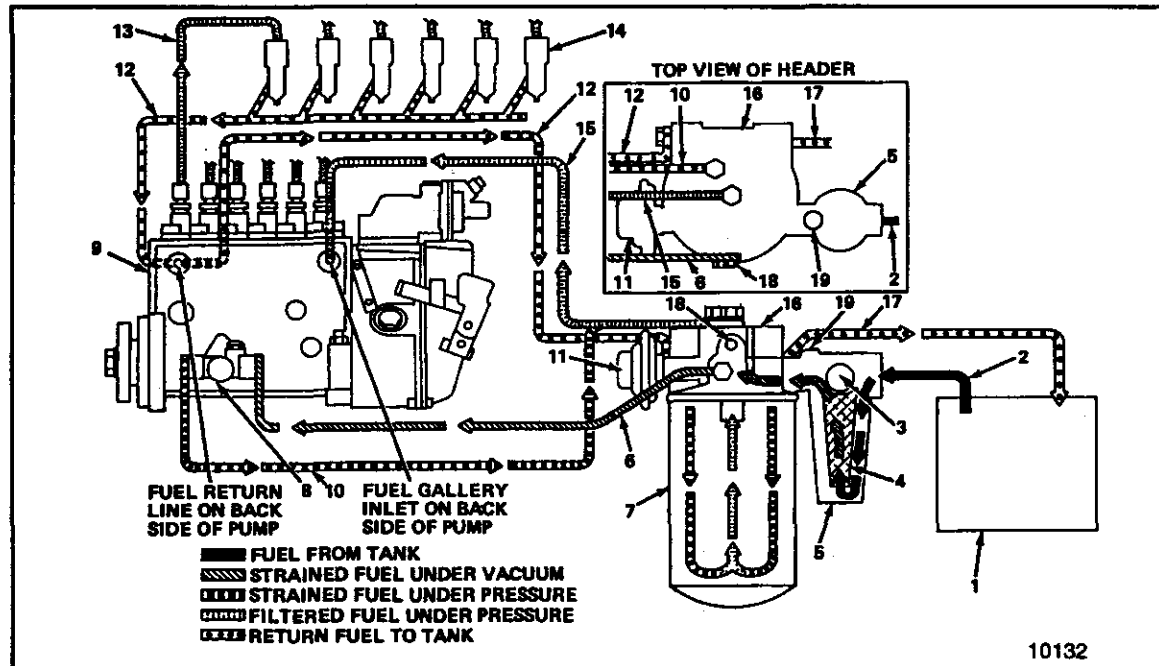 13
14
12
12
15
TOP VIEW OF HEADER
12
10
16
17
5
2
11
15
6
18
19
9
18
16
19
17
2
11
3
6
4
7
5
1
FUEL RETURN
LINE ON BACK
SIDE OF PUMP
8
10
FUEL GALLERY
INLET ON BACK
SIDE OF PUMP
FUEL FROM TANK
STRAINED FUEL UNDER VACUUM
STRAINED FUEL UNDER PRESSURE
FILTERED FUEL UNDER PRESSURE
RETURN FUEL TO TANK
10132